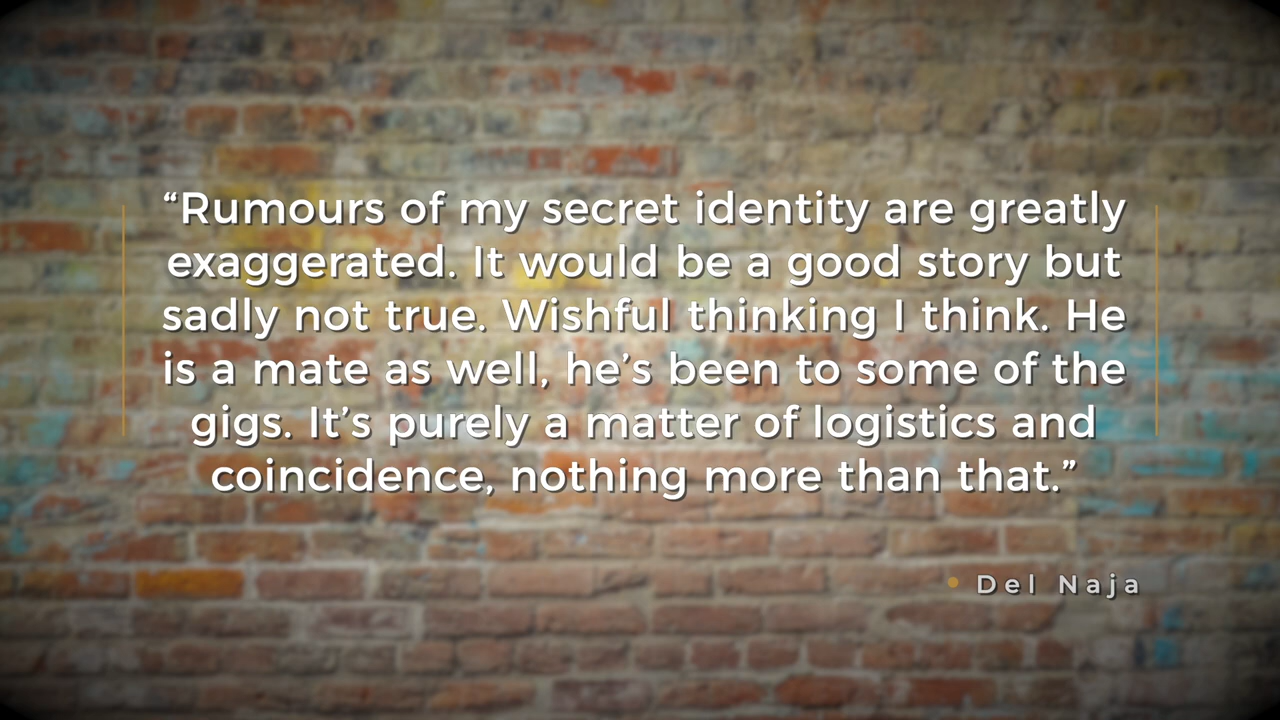 “Rumours of my secret identity are greatly
exaggerated. It would be a good story but
sadly not true. Wishful thinking I think. He
is a mate as well, he’s been to some of the
gigs. It’s purely a matter of logistics and
coincidence, nothing more than that.”
Del Naja